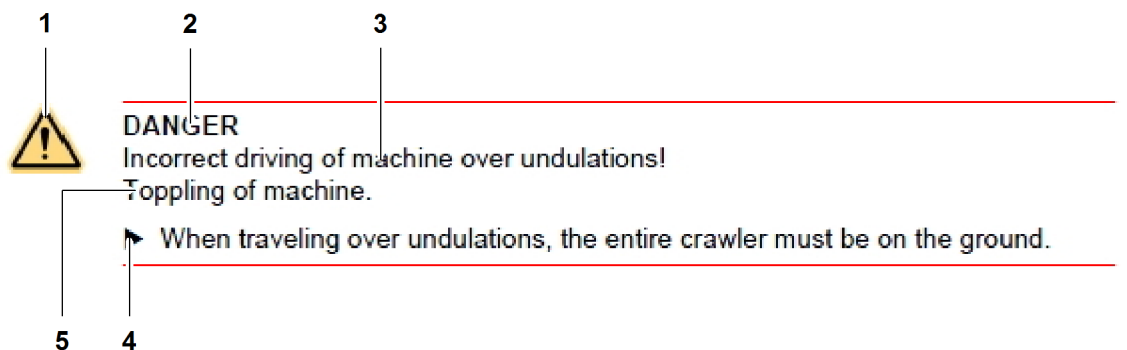 1 2 3
DANGER
Incorrect driving of machine over undulations!
Toppling of machine.
► When traveling over undulations, the entire crawler must be on the ground.
5 4